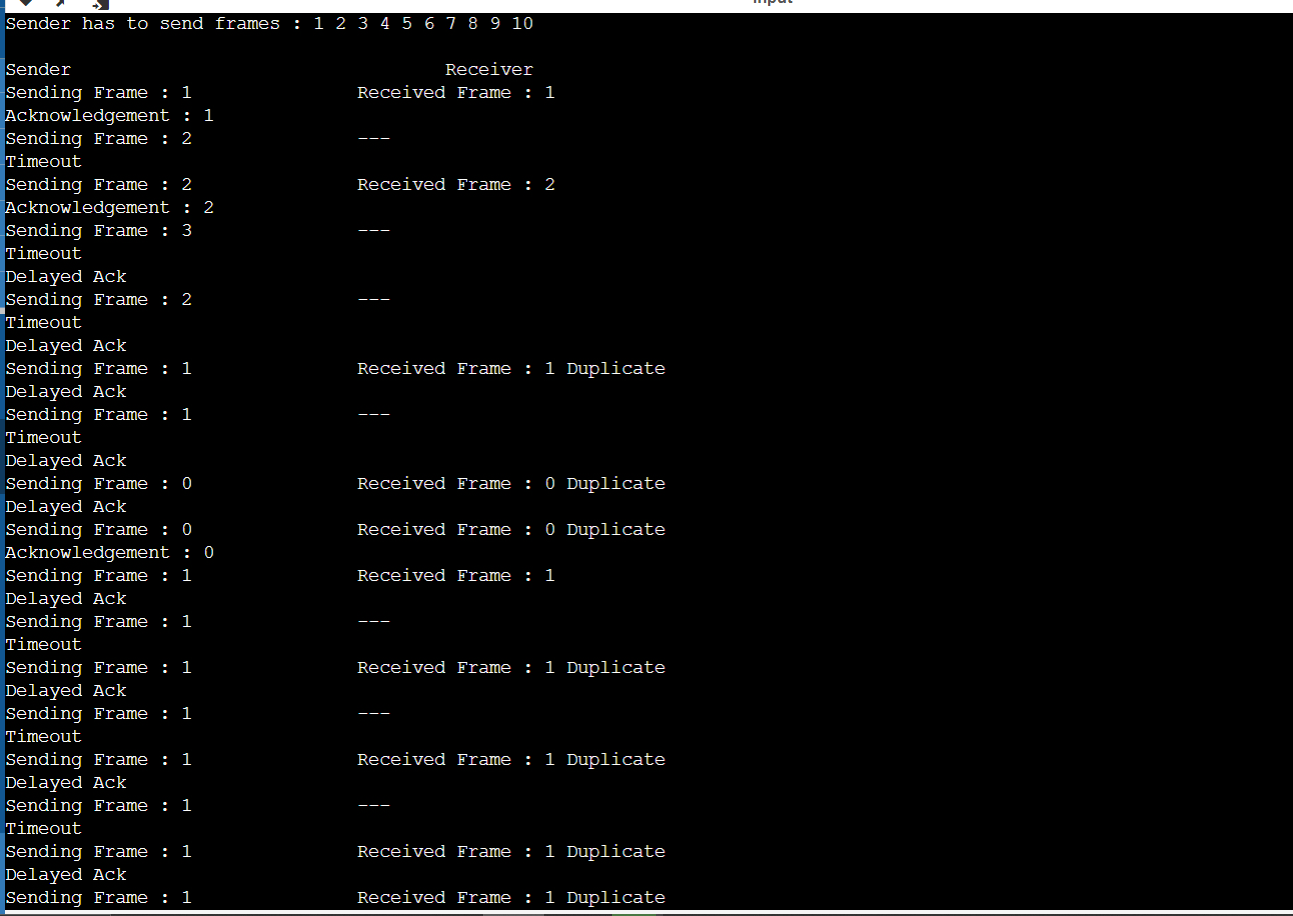 input
Sender has to send frames : 1 2 3 4 5 6 7 8 9 10
Sender Receiver
Sending Frame : 1 Received Frame : 1
Acknowledgement : 1
Sending Frame : 2 ---
Timeout
Sending Frame : 2 Received Frame : 2
Acknowledgement : 2
Sending Frame : 3 ---
Timeout
Delayed Ack
Sending Frame : 2 ---
Timeout
Delayed Ack
Sending Frame : 1 Received Frame : 1 Duplicate
Delayed Ack
Sending Frame : 1 ---
Timeout
Delayed Ack
Sending Frame : 0 Received Frame : 0 Duplicate
Delayed Ack
Sending Frame : 0 Received Frame : 0 Duplicate
Acknowledgement : 0
Sending Frame : 1 Received Frame : 1
Delayed Ack
Sending Frame : 1 ---
Timeout
Sending Frame : 1 Received Frame : 1 Duplicate
Delayed Ack
Sending Frame : 1 ---
Timeout
Sending Frame : 1 Received Frame : 1 Duplicate
Delayed Ack
Sending Frame : 1 ---
Timeout
Sending Frame : 1 Received Frame : 1 Duplicate
Delayed Ack
Sending Frame : 1 Received Frame : 1 Duplicate